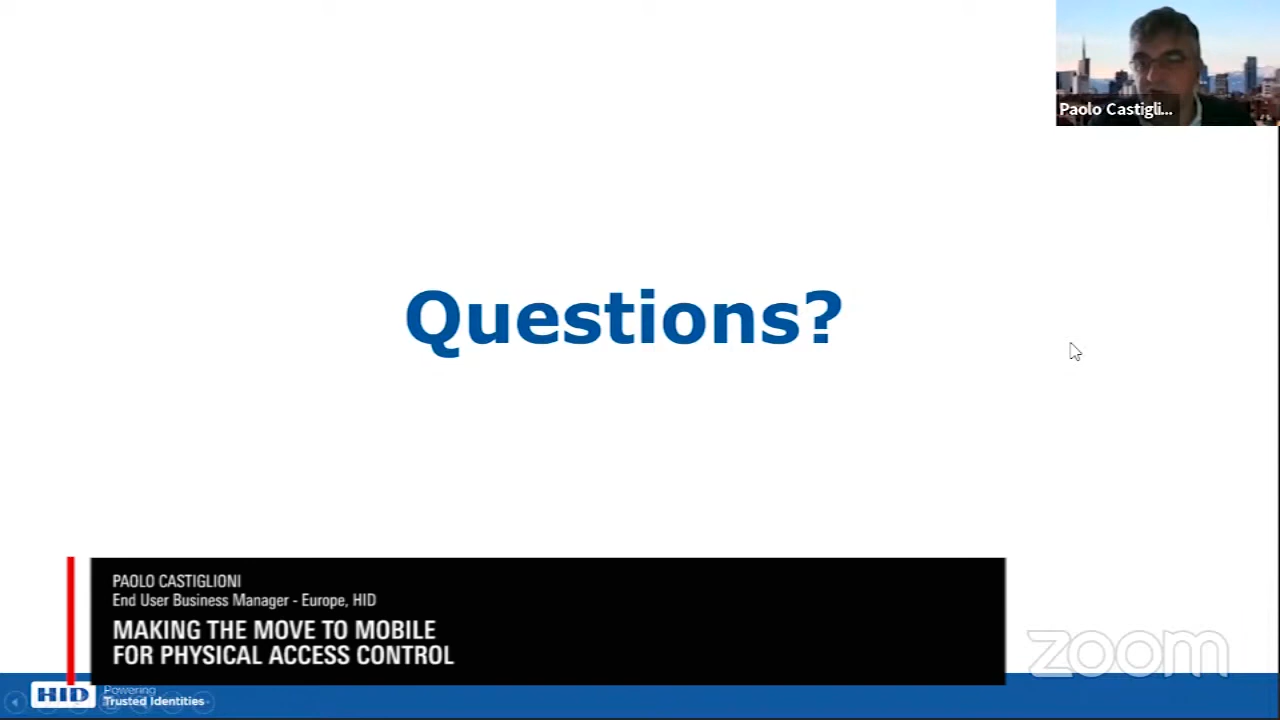 Paolo Castigli...
Questions?
PAOLO CASTIGLIONI
End User Business Manager - Europe, HID
MAKING THE MOVE TO MOBILE
FOR PHYSICAL ACCESS CONTROL
zoom
HID
Powering
Trusted Identities